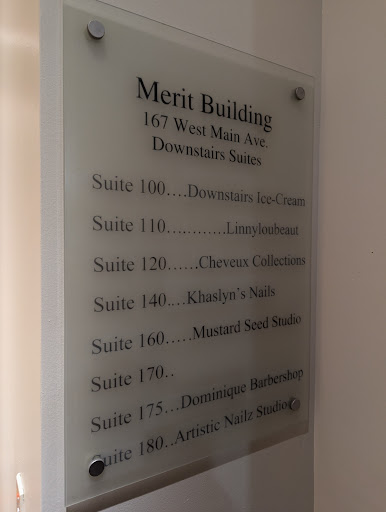 Merit Building
167 West Main Ave.
Downstairs Suites
Suite 100....Downstairs Ice-Cream
Suite 110............Linnyloubeaut
Suite 120......Cheveux Collections
Suite 140....Khaslyn's Nails
Suite 160.....Mustard Seed Studio
Suite 170..
Suite 175...Dominique Barbershop
Suite 180..Artistic Nailz Studio